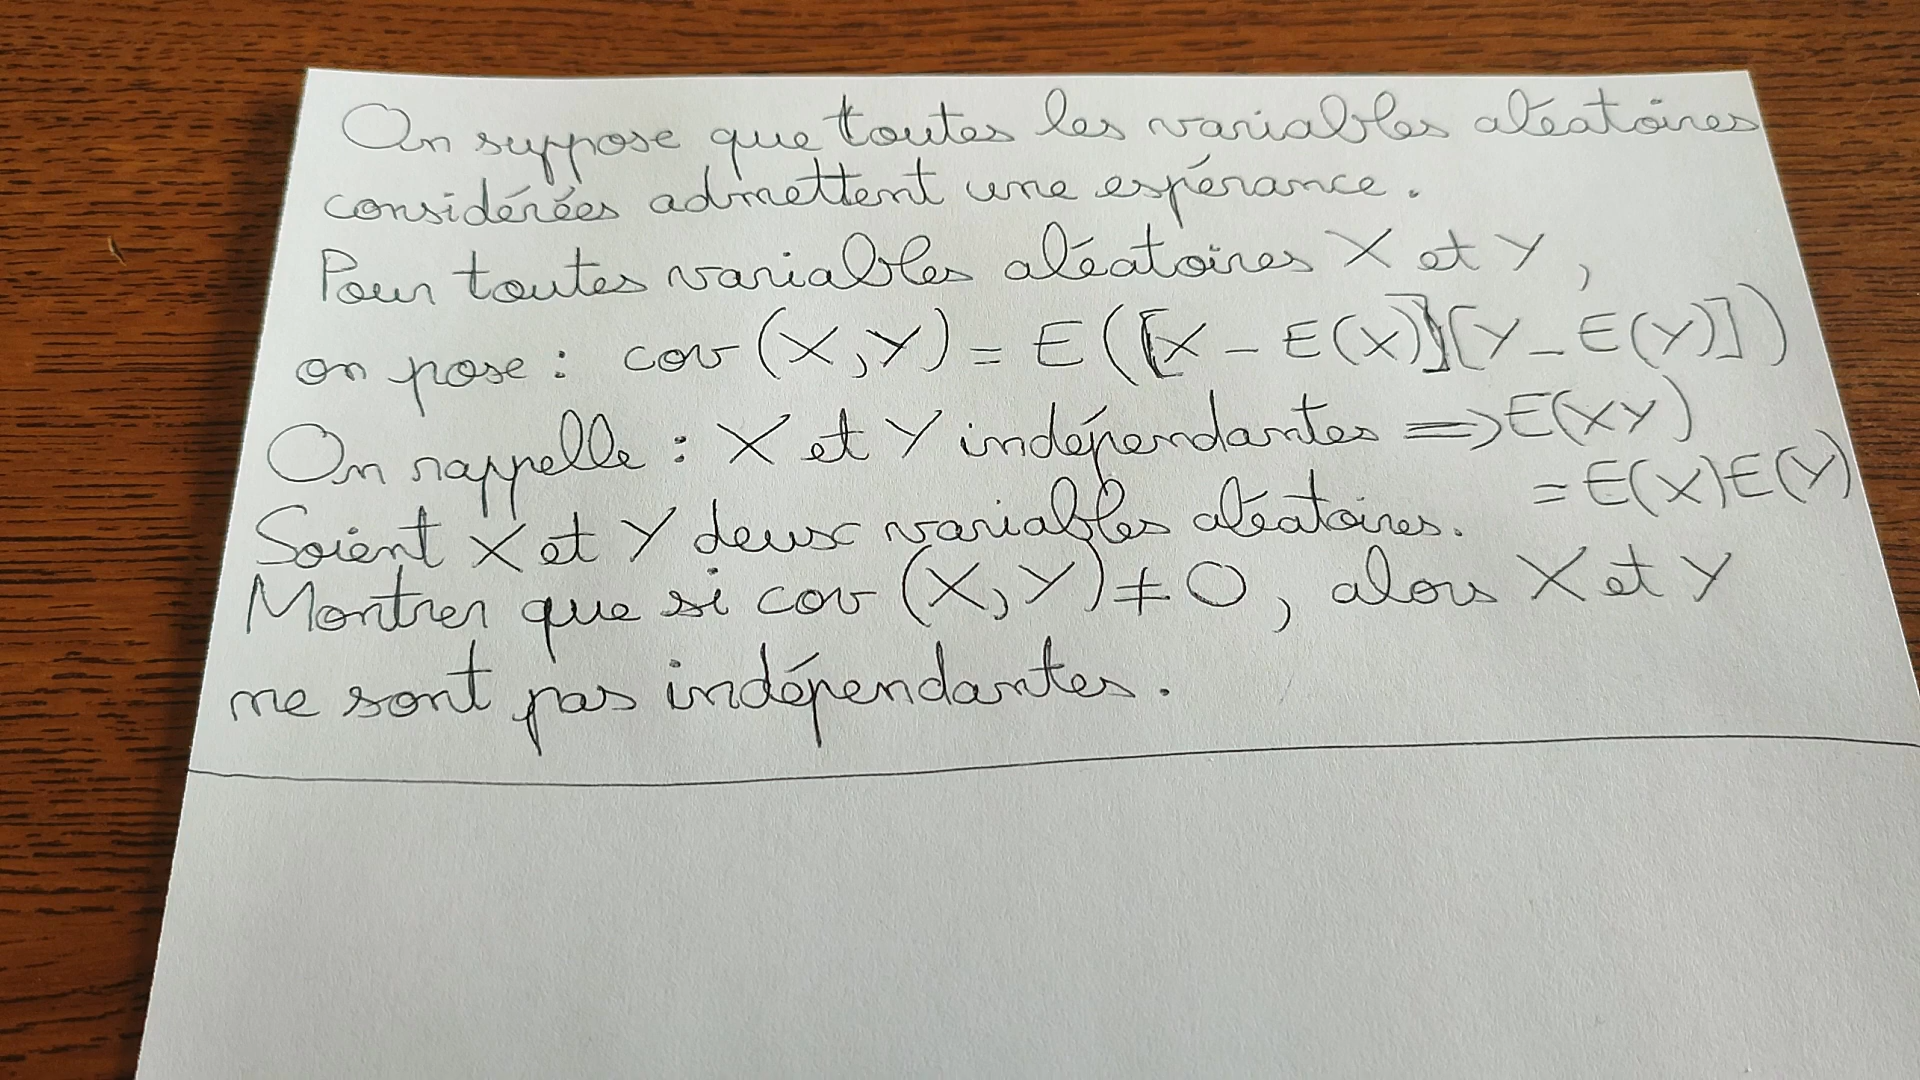 On suppose que toutes les variables aléatoires
considérées admettent une espérance.
Pour toutes variables aléatoires X et Y,
on pose : cov (X,Y) = E([X - E(X)][Y - E(Y)])
On rappelle : X et Y indépendantes ⟹ E(XY)
= E(X)E(Y)
Soient X et Y deux variables aléatoires.
Montrer que si cov (X,Y) ≠ 0, alors X et Y
ne sont pas indépendantes.